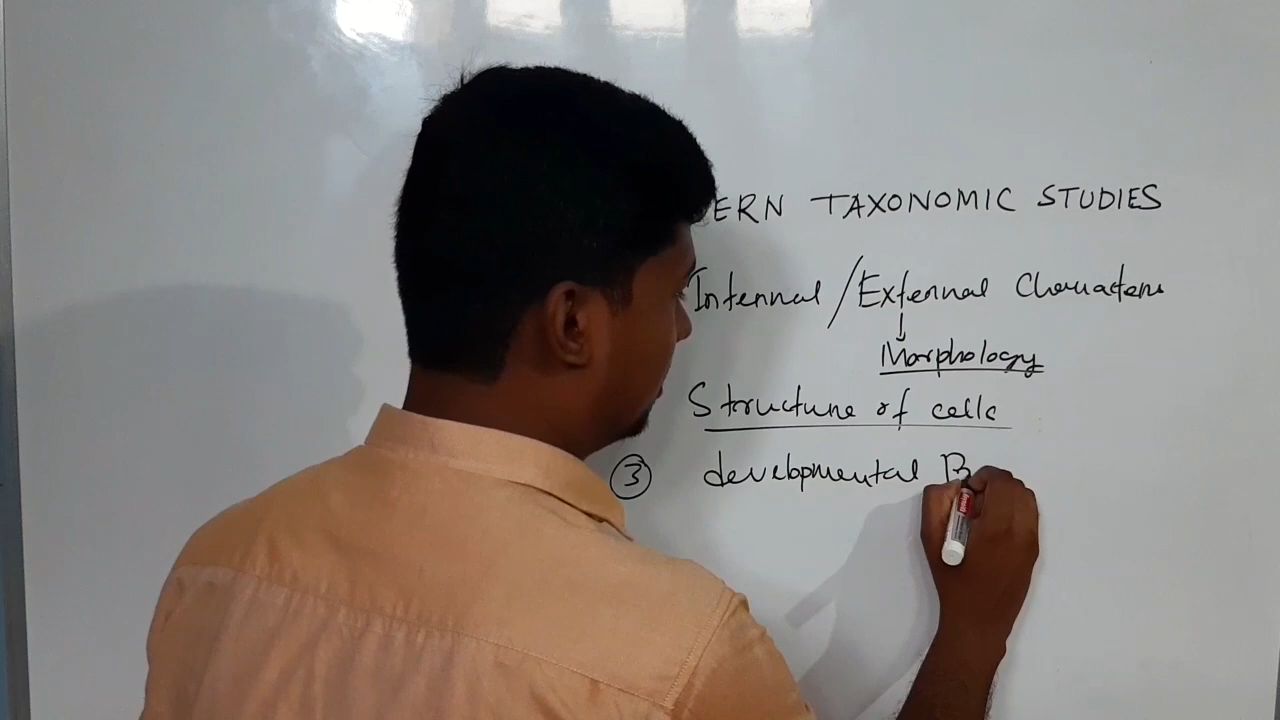 ERN TAXONOMIC STUDIES
Internal / External Characters
Morphology
Structure of cells
③ developmental B